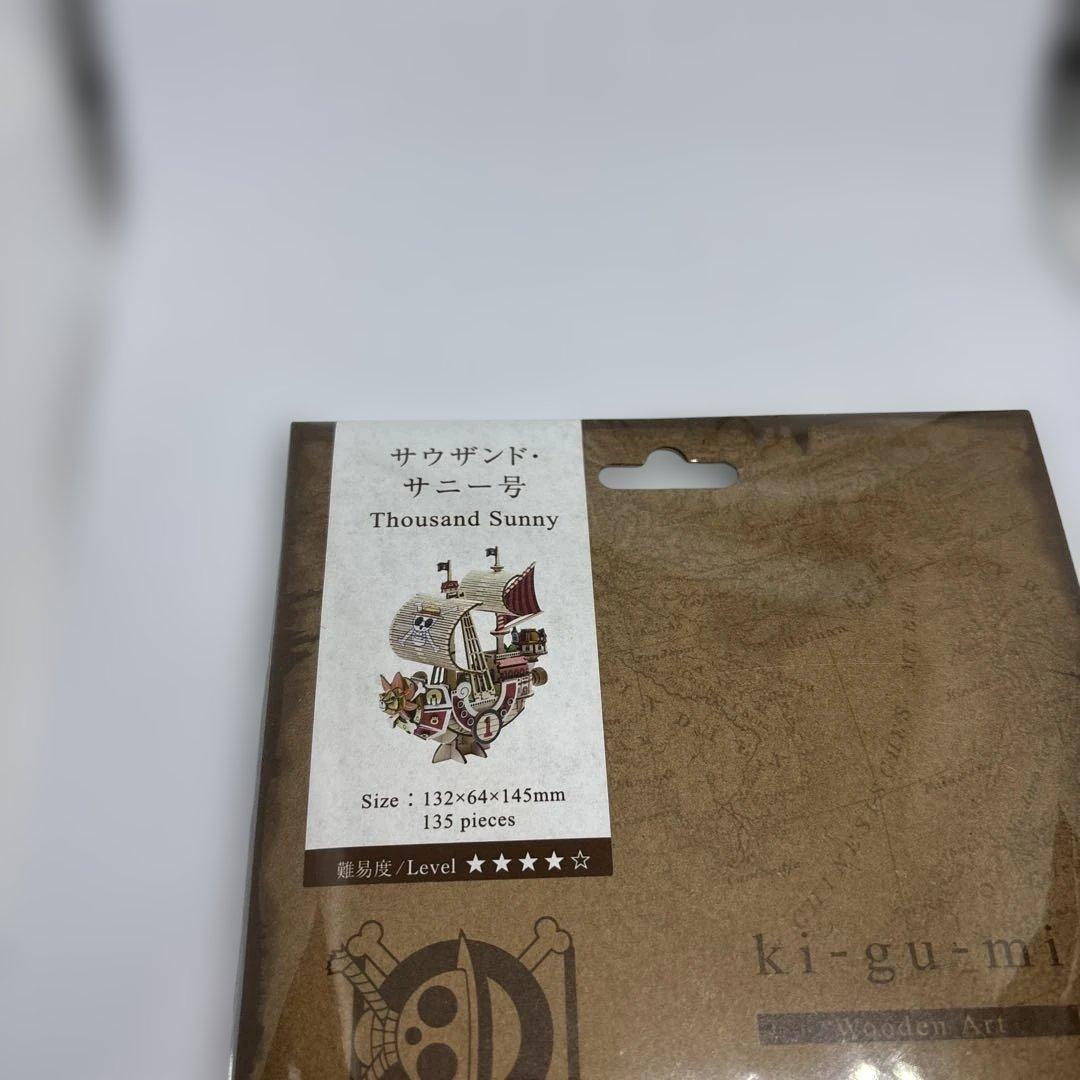 サウザンド・
サニー号
Thousand Sunny
1
Size : 132×64×145mm
135 pieces
難易度/Level ★★★★☆
ki-gu-mi
Wooden Art